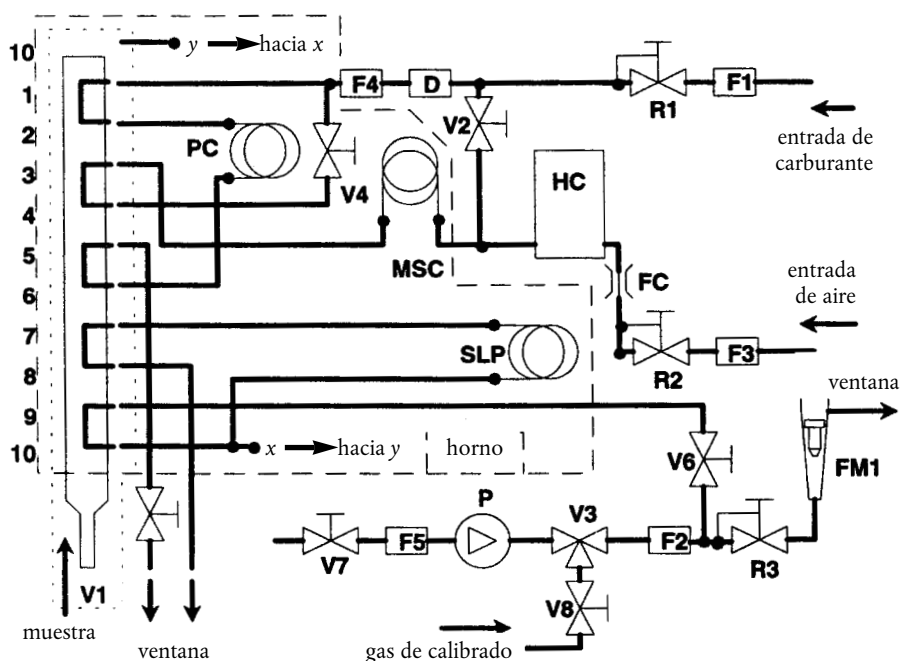 10
y hacia x
1
F4
D
R1
F1
V2
entrada de
carburante
2
PC
3
V4
HC
4
MSC
5
FC
entrada
de aire
6
7
SLP
R2
F3
8
ventana
9
10
x hacia y
horno
V6
FM1
P
V3
V7
F5
F2
R3
V1
V8
muestra
ventana
gas de calibrado